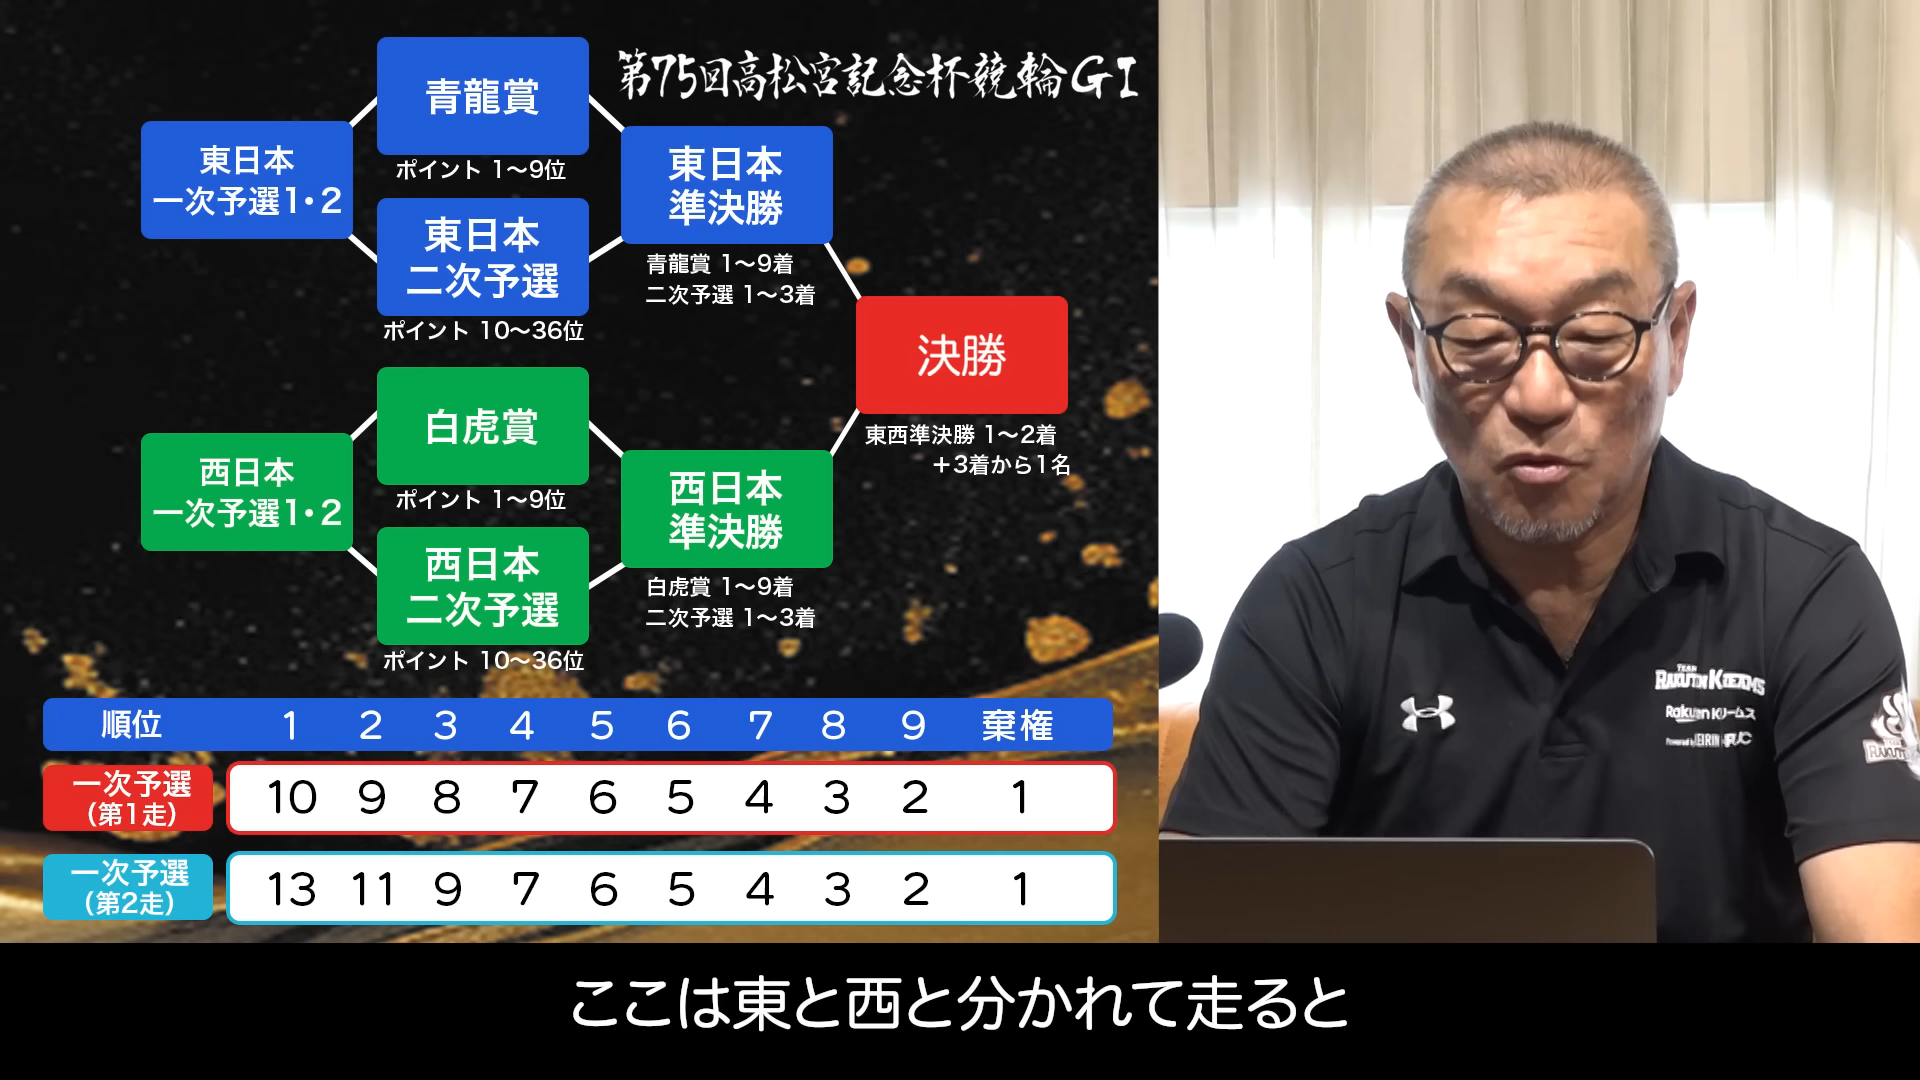 第75回高松宮記念杯競輪GI
青龍賞
ポイント 1〜9位
東日本
一次予選1・2
東日本
二次予選
ポイント 10〜36位
東日本
準決勝
青龍賞 1〜9着
二次予選 1〜3着
決勝
東西準決勝 1〜2着
+3着から1名
白虎賞
ポイント 1〜9位
西日本
一次予選1・2
西日本
二次予選
ポイント 10〜36位
西日本
準決勝
白虎賞 1〜9着
二次予選 1〜3着
順位 1 2 3 4 5 6 7 8 9 棄権
一次予選
(第1走)
10 9 8 7 6 5 4 3 2 1
一次予選
(第2走)
13 11 9 7 6 5 4 3 2 1
TEAM
RAKUTEN K DREAMS
Rakuten Kドリームス
ここは東と西と分かれて走ると